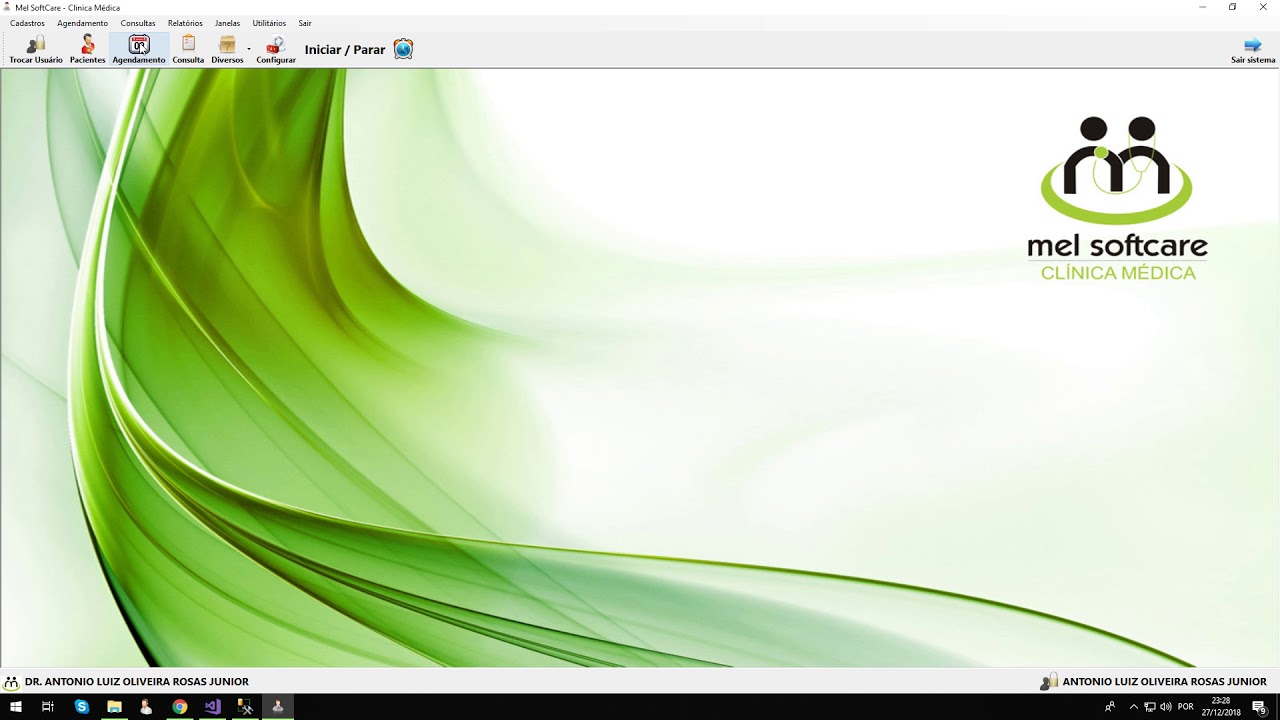 Mel SoftCare - Clínica Médica
Cadastros Agendamento Consultas Relatórios Janelas Utilitários Sair
Iniciar / Parar
Trocar Usuário Pacientes Agendamento Consulta Diversos Configurar Sair sistema
mel softcare
CLÍNICA MÉDICA
DR. ANTONIO LUIZ OLIVEIRA ROSAS JUNIOR ANTONIO LUIZ OLIVEIRA ROSAS JUNIOR
23:28
POR
27/12/2018